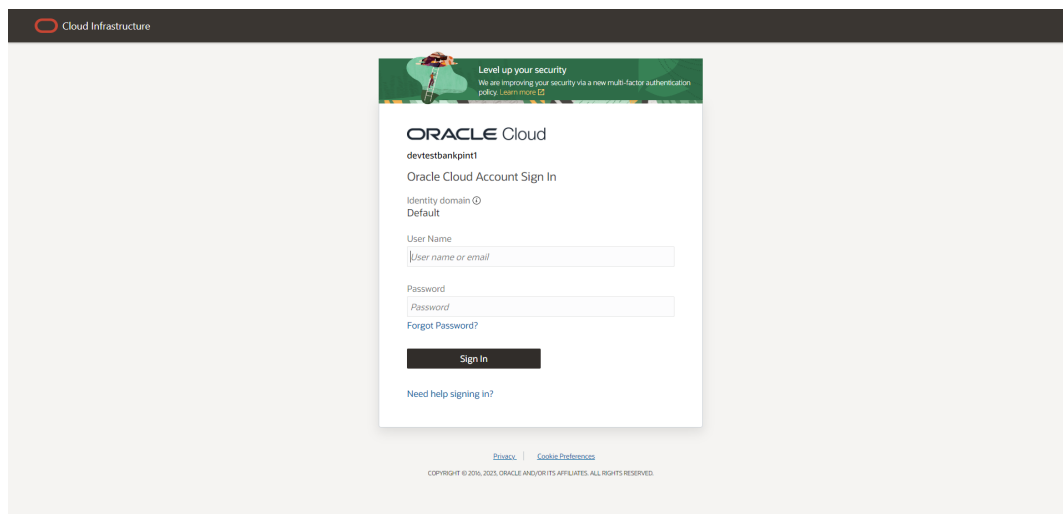 Cloud Infrastructure
Level up your security
We are improving your security via a new multi-factor authentication
policy. Learn more
ORACLE Cloud
devtestbankpint1
Oracle Cloud Account Sign In
Identity domain
Default
User Name
User name or email
Password
Password
Forgot Password?
Sign In
Need help signing in?
Privacy | Cookie Preferences
COPYRIGHT © 2016, 2023, ORACLE AND/OR ITS AFFILIATES. ALL RIGHTS RESERVED.